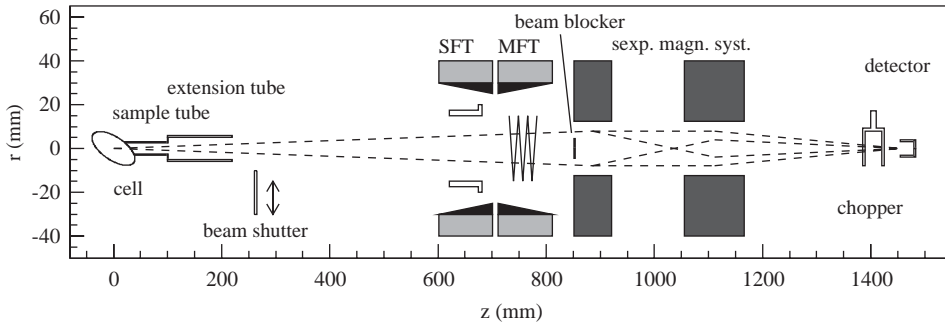 beam blocker
SFT MFT sexp. magn. syst.
detector
extension tube
sample tube
cell
beam shutter
chopper
r (mm)
60
40
20
0
-20
-40
0 200 400 600 800 1000 1200 1400
z (mm)